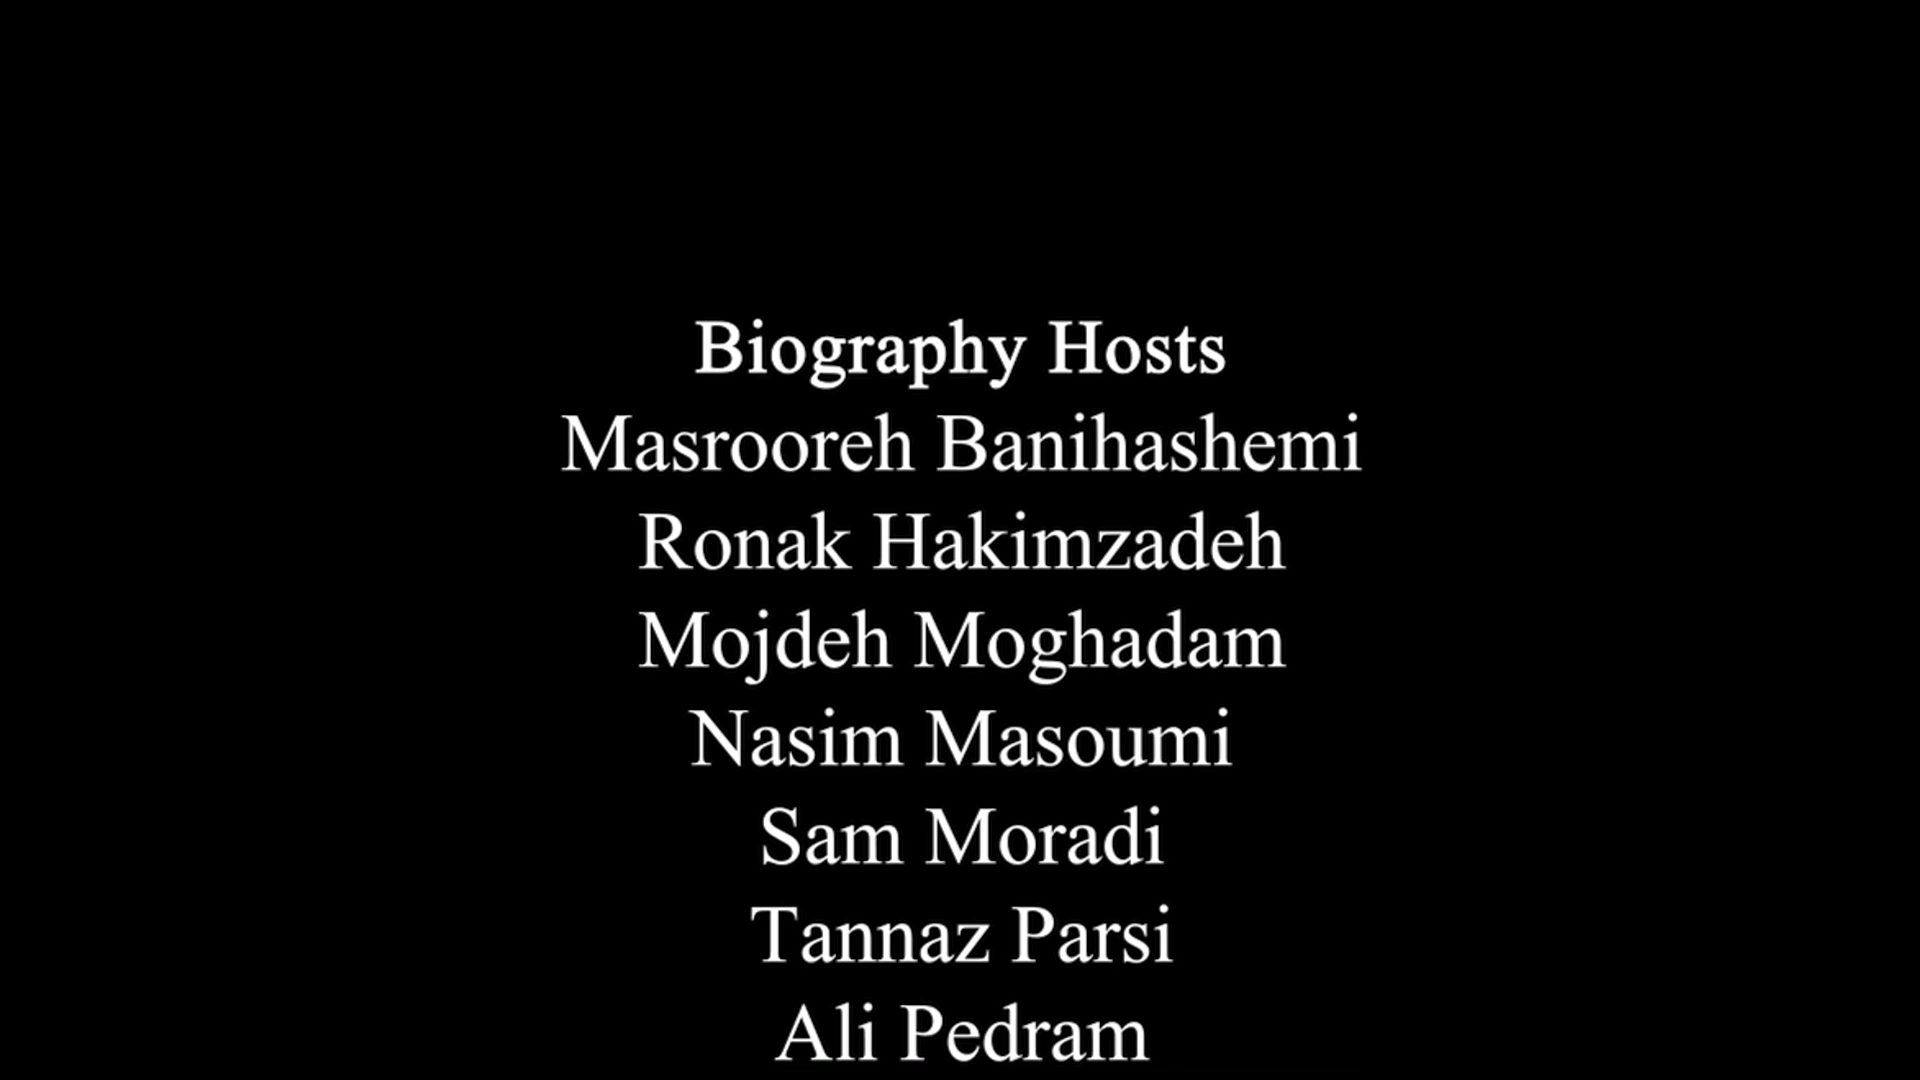 Biography Hosts
Masrooreh Banihashemi
Ronak Hakimzadeh
Mojdeh Moghadam
Nasim Masoumi
Sam Moradi
Tannaz Parsi
Ali Pedram